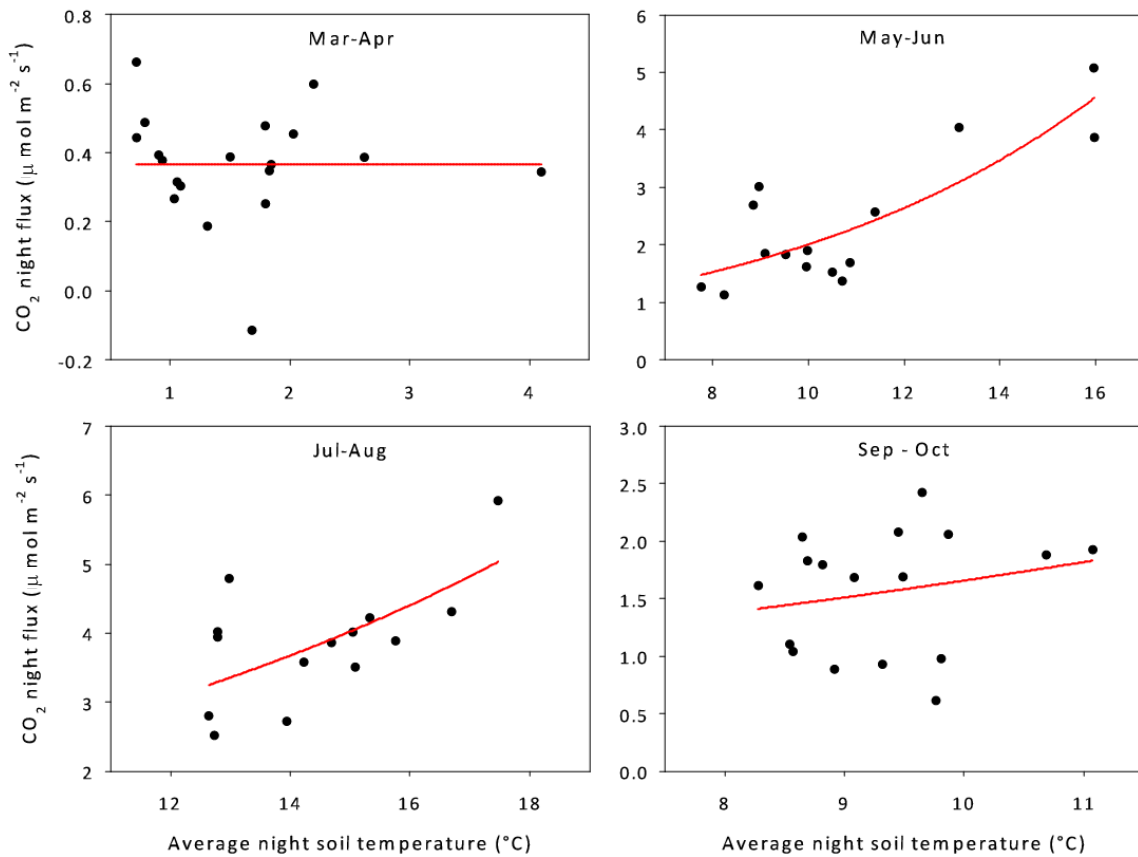 Mar-Apr
CO₂ night flux (μ mol m⁻² s⁻¹)
0.8
0.6
0.4
0.2
0.0
-0.2
1 2 3 4
May-Jun
6
5
4
3
2
1
0
8 10 12 14 16
Jul-Aug
CO₂ night flux (μ mol m⁻² s⁻¹)
7
6
5
4
3
2
12 14 16 18
Average night soil temperature (°C)
Sep - Oct
3.0
2.5
2.0
1.5
1.0
0.5
0.0
8 9 10 11
Average night soil temperature (°C)